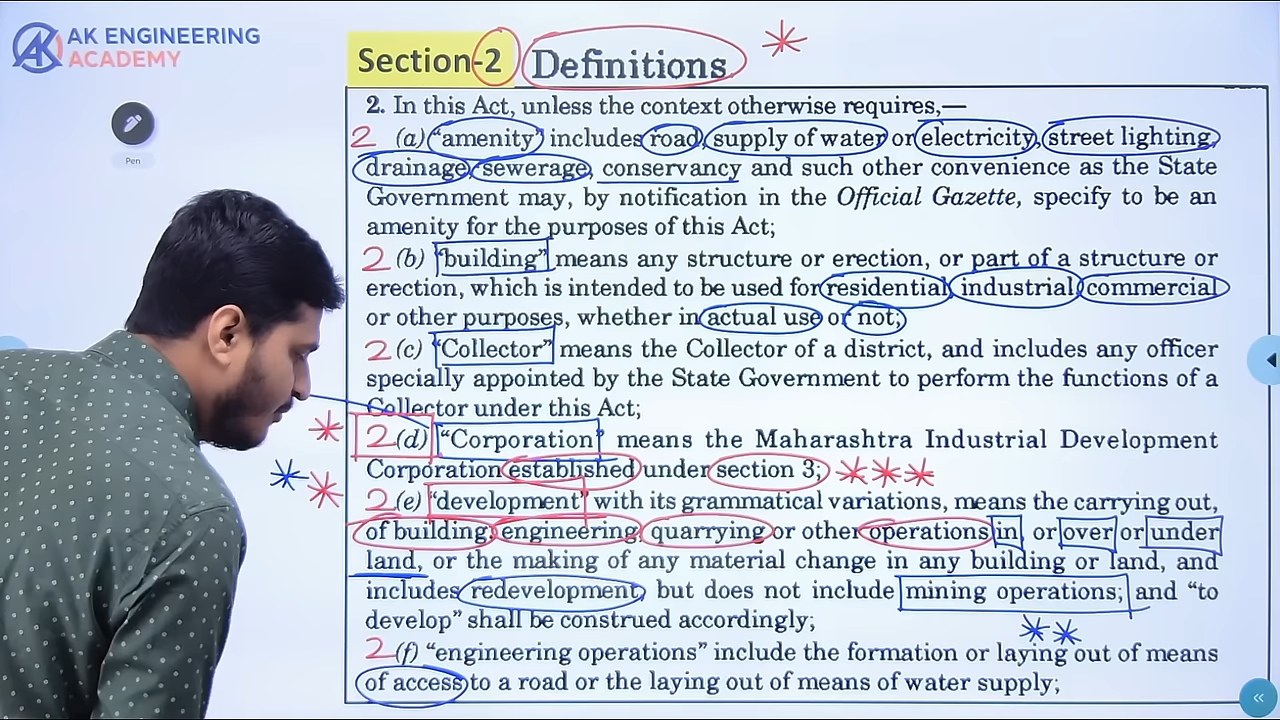 AK ENGINEERING
ACADEMY
Pen
Section-2 Definitions
2. In this Act, unless the context otherwise requires,—
2 (a) “amenity” includes road, supply of water or electricity, street lighting,
drainage, sewerage, conservancy and such other convenience as the State
Government may, by notification in the Official Gazette, specify to be an
amenity for the purposes of this Act;
2 (b) “building” means any structure or erection, or part of a structure or
erection, which is intended to be used for residential, industrial, commercial
or other purposes, whether in actual use or not;
2 (c) “Collector” means the Collector of a district, and includes any officer
specially appointed by the State Government to perform the functions of a
Collector under this Act;
2 (d) “Corporation” means the Maharashtra Industrial Development
Corporation established under section 3;
2 (e) “development” with its grammatical variations, means the carrying out,
of building, engineering, quarrying or other operations in, or over or under
land, or the making of any material change in any building or land, and
includes redevelopment, but does not include mining operations; and “to
develop” shall be construed accordingly;
2 (f) “engineering operations” include the formation or laying out of means
of access to a road or the laying out of means of water supply;